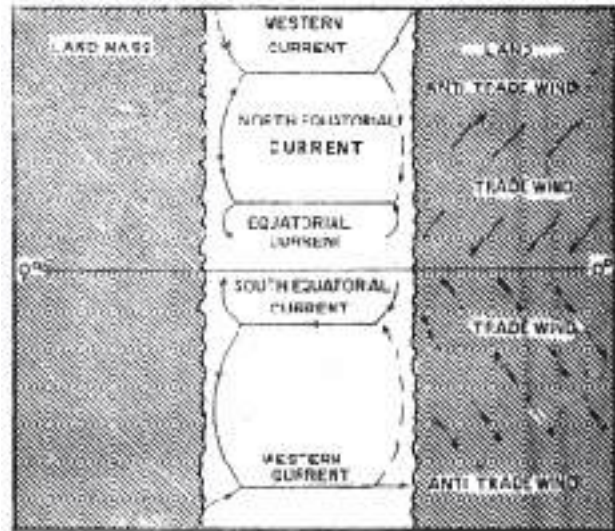 WESTERN
CURRENT
LAND MASS
LAND
ANTI TRADE WIND
NORTH EQUATORIAL
CURRENT
TRADE WIND
EQUATORIAL
CURRENT
0°
0°
SOUTH EQUATORIAL
CURRENT
TRADE WIND
WESTERN
CURRENT
ANTI TRADE WIND